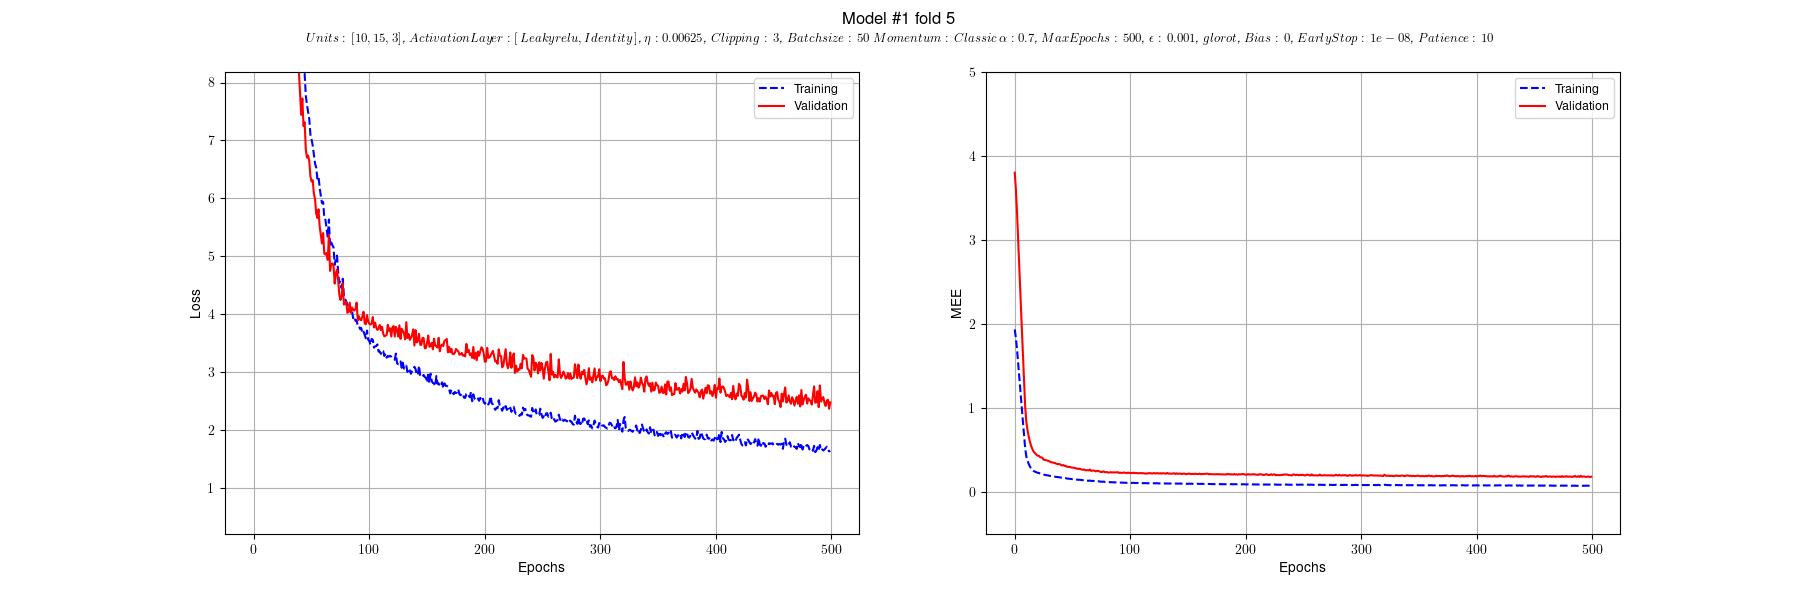 Model #1 fold 5
Units : [10, 15, 3], ActivationLayer : [ Leakyrelu, Identity], η : 0.00625, Clipping : 3, Batchsize : 50 Momentum : Classic α : 0.7, MaxEpochs : 500, ϵ : 0.001, glorot, Bias : 0, EarlyStop : 1e − 08, Patience : 10
8
7
6
5
4
3
2
1
Loss
0 100 200 300 400 500
Epochs
Training
Validation
5
4
3
2
1
0
MEE
0 100 200 300 400 500
Epochs
Training
Validation